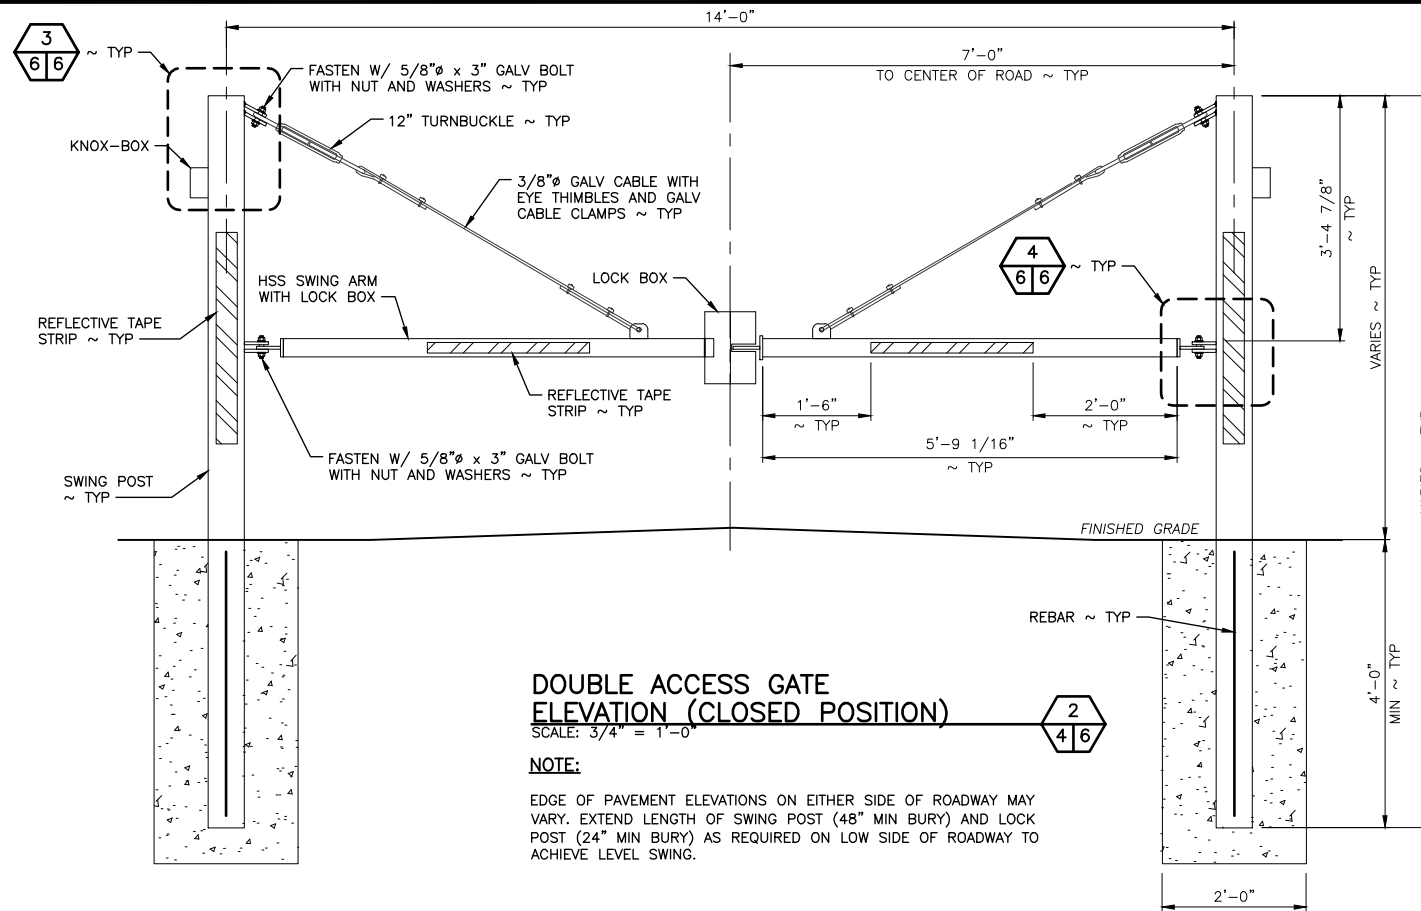 14'-0"
3
6 6
~ TYP
7'-0"
TO CENTER OF ROAD ~ TYP
FASTEN W/ 5/8"ø x 3" GALV BOLT
WITH NUT AND WASHERS ~ TYP
12" TURNBUCKLE ~ TYP
KNOX-BOX
3/8"ø GALV CABLE WITH
EYE THIMBLES AND GALV
CABLE CLAMPS ~ TYP
3'-4 7/8"
~ TYP
4
6 6
~ TYP
HSS SWING ARM
WITH LOCK BOX
LOCK BOX
REFLECTIVE TAPE
STRIP ~ TYP
VARIES ~ TYP
REFLECTIVE TAPE
STRIP ~ TYP
1'-6"
~ TYP
2'-0"
~ TYP
5'-9 1/16"
~ TYP
FASTEN W/ 5/8"ø x 3" GALV BOLT
WITH NUT AND WASHERS ~ TYP
SWING POST
~ TYP
FINISHED GRADE
REBAR ~ TYP
4'-0"
MIN ~ TYP
DOUBLE ACCESS GATE
ELEVATION (CLOSED POSITION)
SCALE: 3/4" = 1'-0"
2
4 6
NOTE:
EDGE OF PAVEMENT ELEVATIONS ON EITHER SIDE OF ROADWAY MAY
VARY. EXTEND LENGTH OF SWING POST (48" MIN BURY) AND LOCK
POST (24" MIN BURY) AS REQUIRED ON LOW SIDE OF ROADWAY TO
ACHIEVE LEVEL SWING.
2'-0"